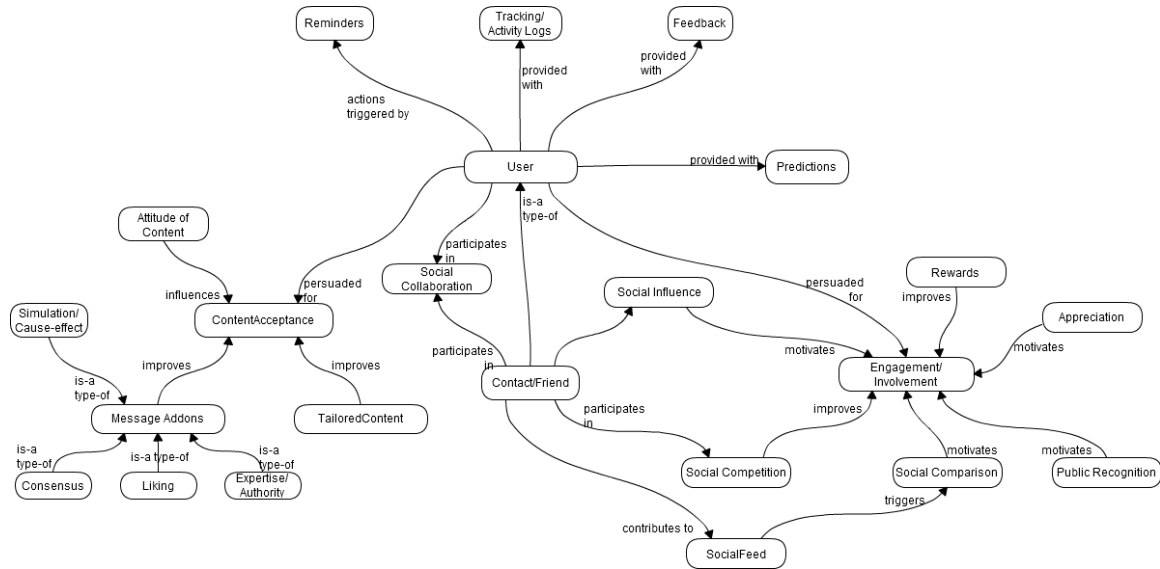 Reminders
Tracking/
Activity Logs
Feedback
provided
with
provided
with
actions
triggered by
User
provided with
Predictions
is-a
type-of
Attitude of
Content
participates
in
Social
Collaboration
persuaded
for
persuaded
for
Rewards
improves
influences
Social Influence
Simulation/
Cause-effect
ContentAcceptance
Appreciation
motivates
motivates
improves
improves
participates
in
Contact/Friend
Engagement/
Involvement
is-a
type-of
Message Addons
TailoredContent
participates
in
improves
is-a
type-of
is-a type-of
is-a
type-of
motivates
motivates
Consensus
Liking
Expertise/
Authority
Social Competition
Social Comparison
Public Recognition
triggers
contributes to
SocialFeed